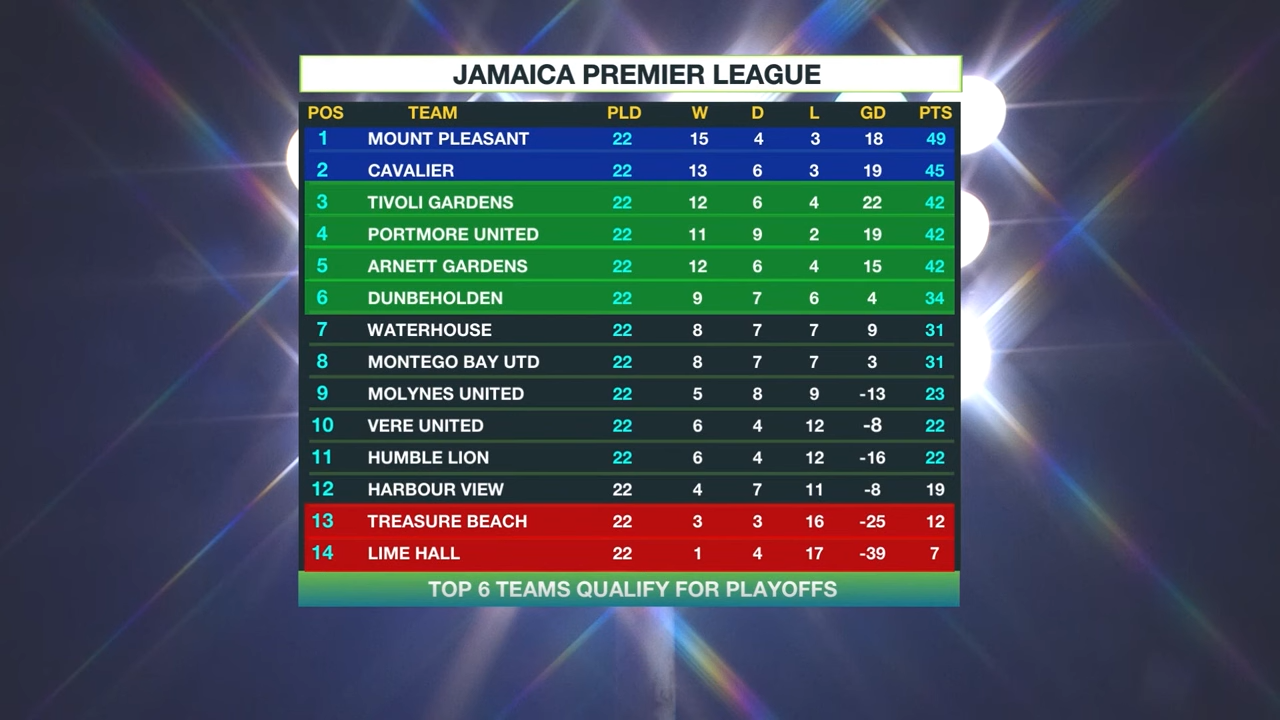 JAMAICA PREMIER LEAGUE
POS TEAM PLD W D L GD PTS
1 MOUNT PLEASANT 22 15 4 3 18 49
2 CAVALIER 22 13 6 3 19 45
3 TIVOLI GARDENS 22 12 6 4 22 42
4 PORTMORE UNITED 22 11 9 2 19 42
5 ARNETT GARDENS 22 12 6 4 15 42
6 DUNBEHOLDEN 22 9 7 6 4 34
7 WATERHOUSE 22 8 7 7 9 31
8 MONTEGO BAY UTD 22 8 7 7 3 31
9 MOLYNES UNITED 22 5 8 9 -13 23
10 VERE UNITED 22 6 4 12 -8 22
11 HUMBLE LION 22 6 4 12 -16 22
12 HARBOUR VIEW 22 4 7 11 -8 19
13 TREASURE BEACH 22 3 3 16 -25 12
14 LIME HALL 22 1 4 17 -39 7
TOP 6 TEAMS QUALIFY FOR PLAYOFFS